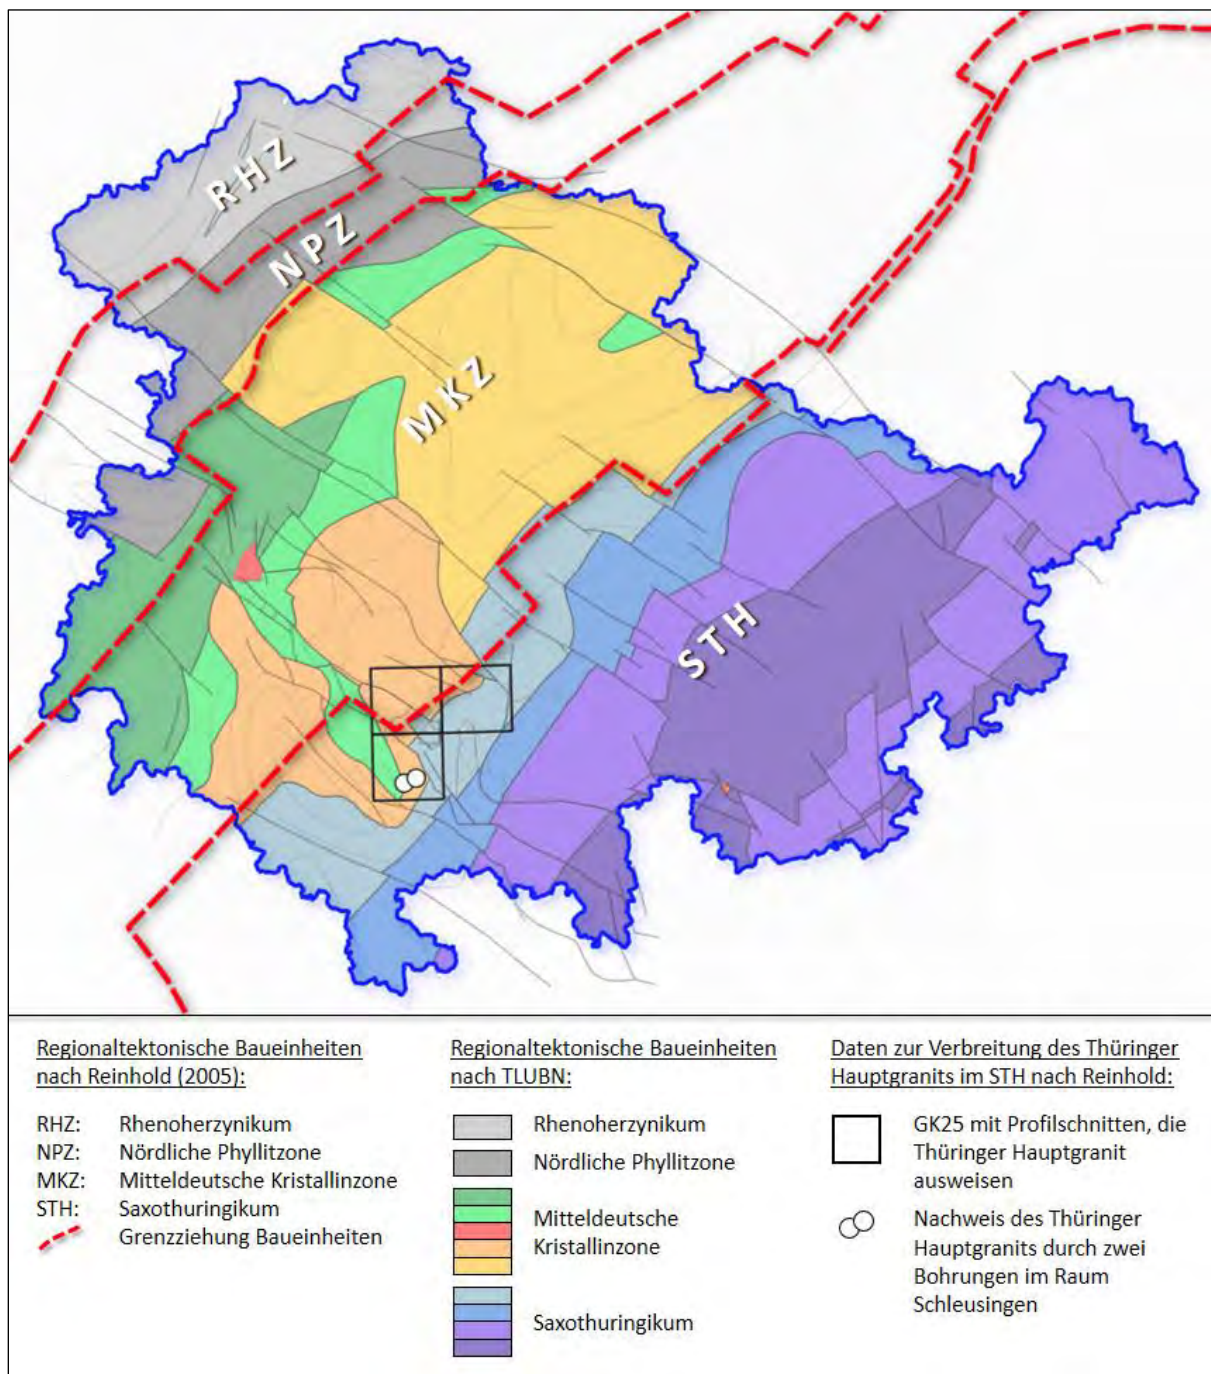 RHZ
NPZ
MKZ
STH
Regionaltektonische Baueinheiten
nach Reinhold (2005):
RHZ: Rhenoherzynikum
NPZ: Nördliche Phyllitzone
MKZ: Mitteldeutsche Kristallinzone
STH: Saxothuringikum
Grenzziehung Baueinheiten
Regionaltektonische Baueinheiten
nach TLUBN:
Rhenoherzynikum
Nördliche Phyllitzone
Mitteldeutsche
Kristallinzone
Saxothuringikum
Daten zur Verbreitung des Thüringer
Hauptgranits im STH nach Reinhold:
GK25 mit Profilschnitten, die
Thüringer Hauptgranit
ausweisen
Nachweis des Thüringer
Hauptgranits durch zwei
Bohrungen im Raum
Schleusingen